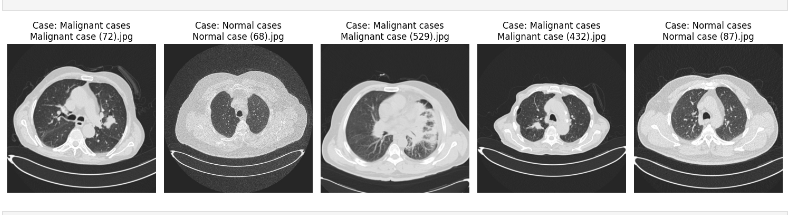 Case: Malignant cases
Malignant case (72).jpg
Case: Normal cases
Normal case (68).jpg
Case: Malignant cases
Malignant case (529).jpg
Case: Malignant cases
Malignant case (432).jpg
Case: Normal cases
Normal case (87).jpg